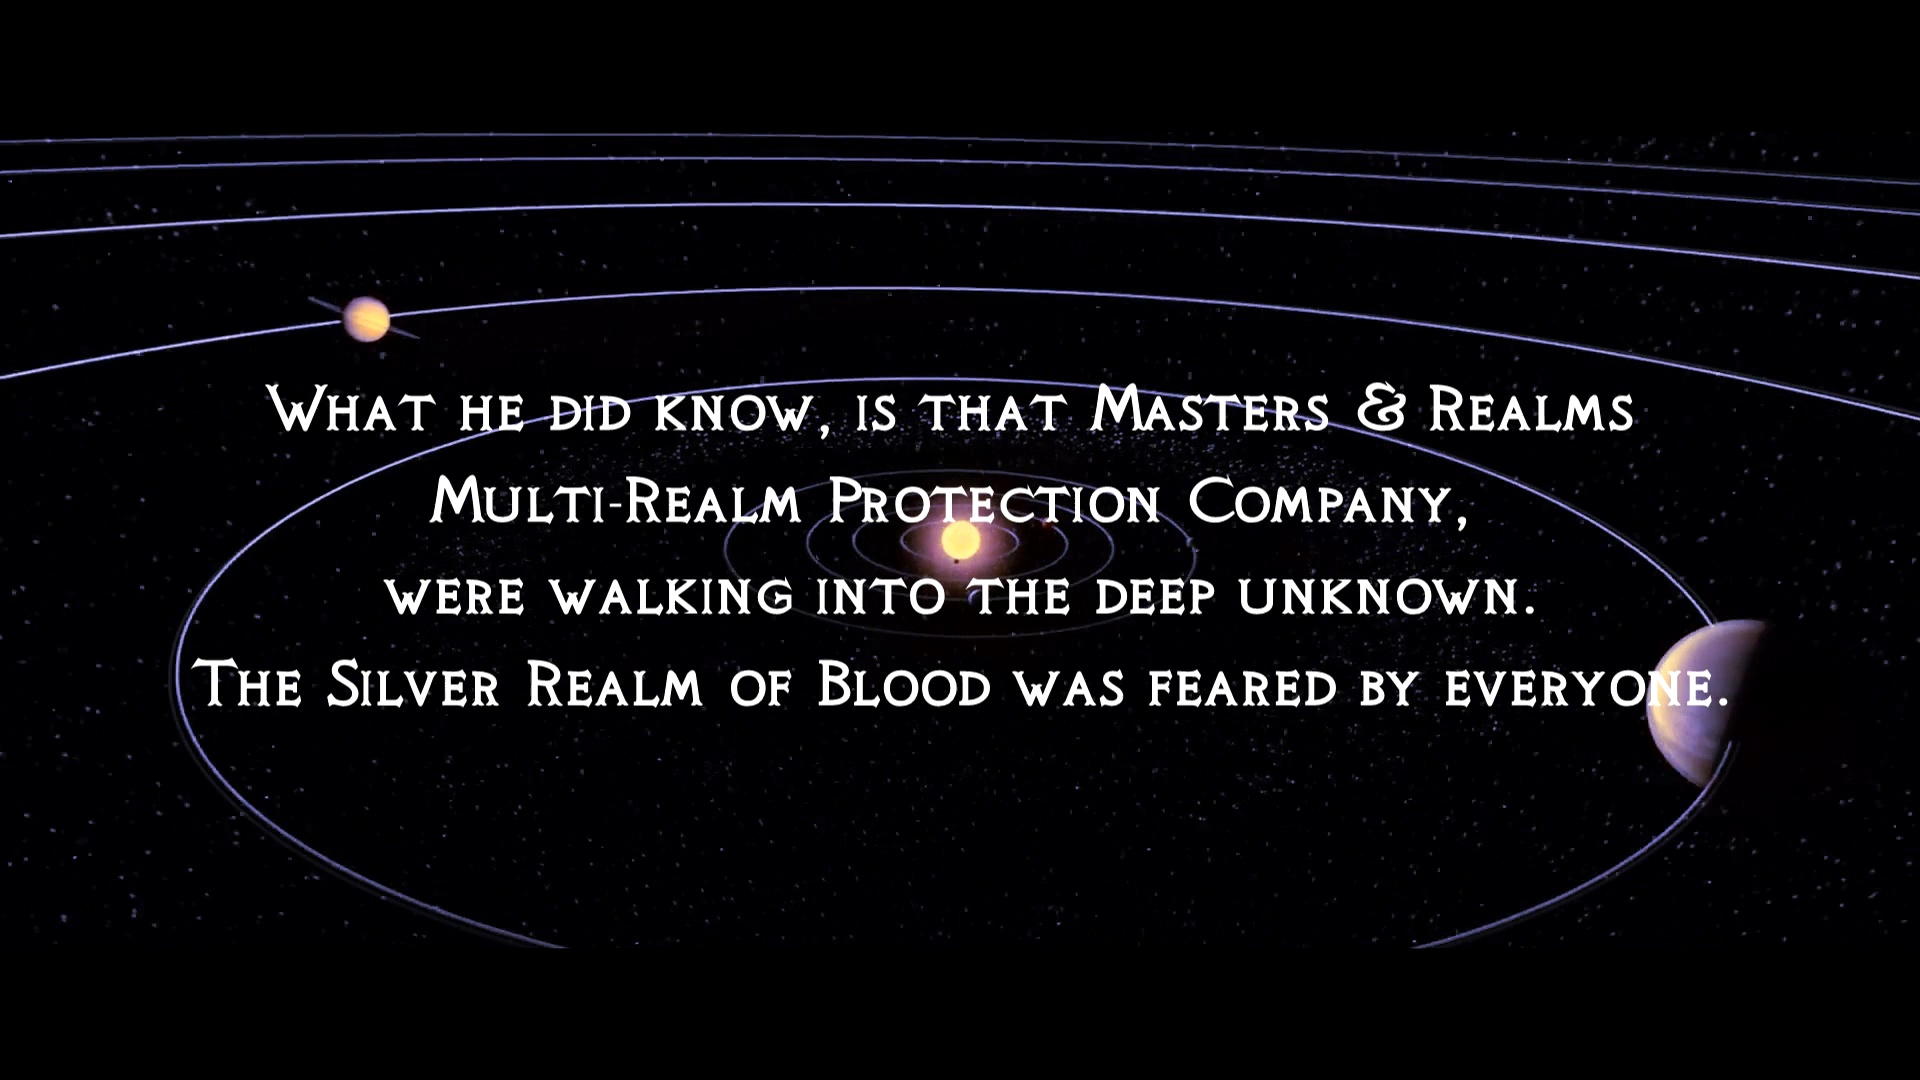 What he did know, is that Masters & Realms
Multi-Realm Protection Company,
were walking into the deep unknown.
The Silver Realm of Blood was feared by everyone.